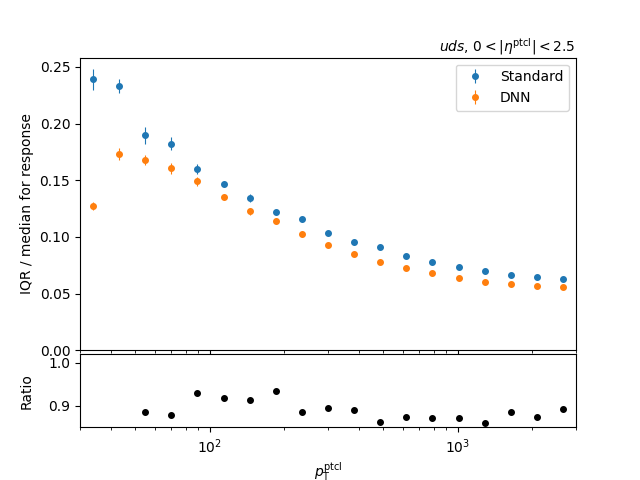 uds, 0 < |η^ptcl| < 2.5
0.25
Standard
DNN
0.20
0.15
0.10
0.05
0.00
IQR / median for response
1.0
0.9
Ratio
10^2
10^3
p_T^ptcl